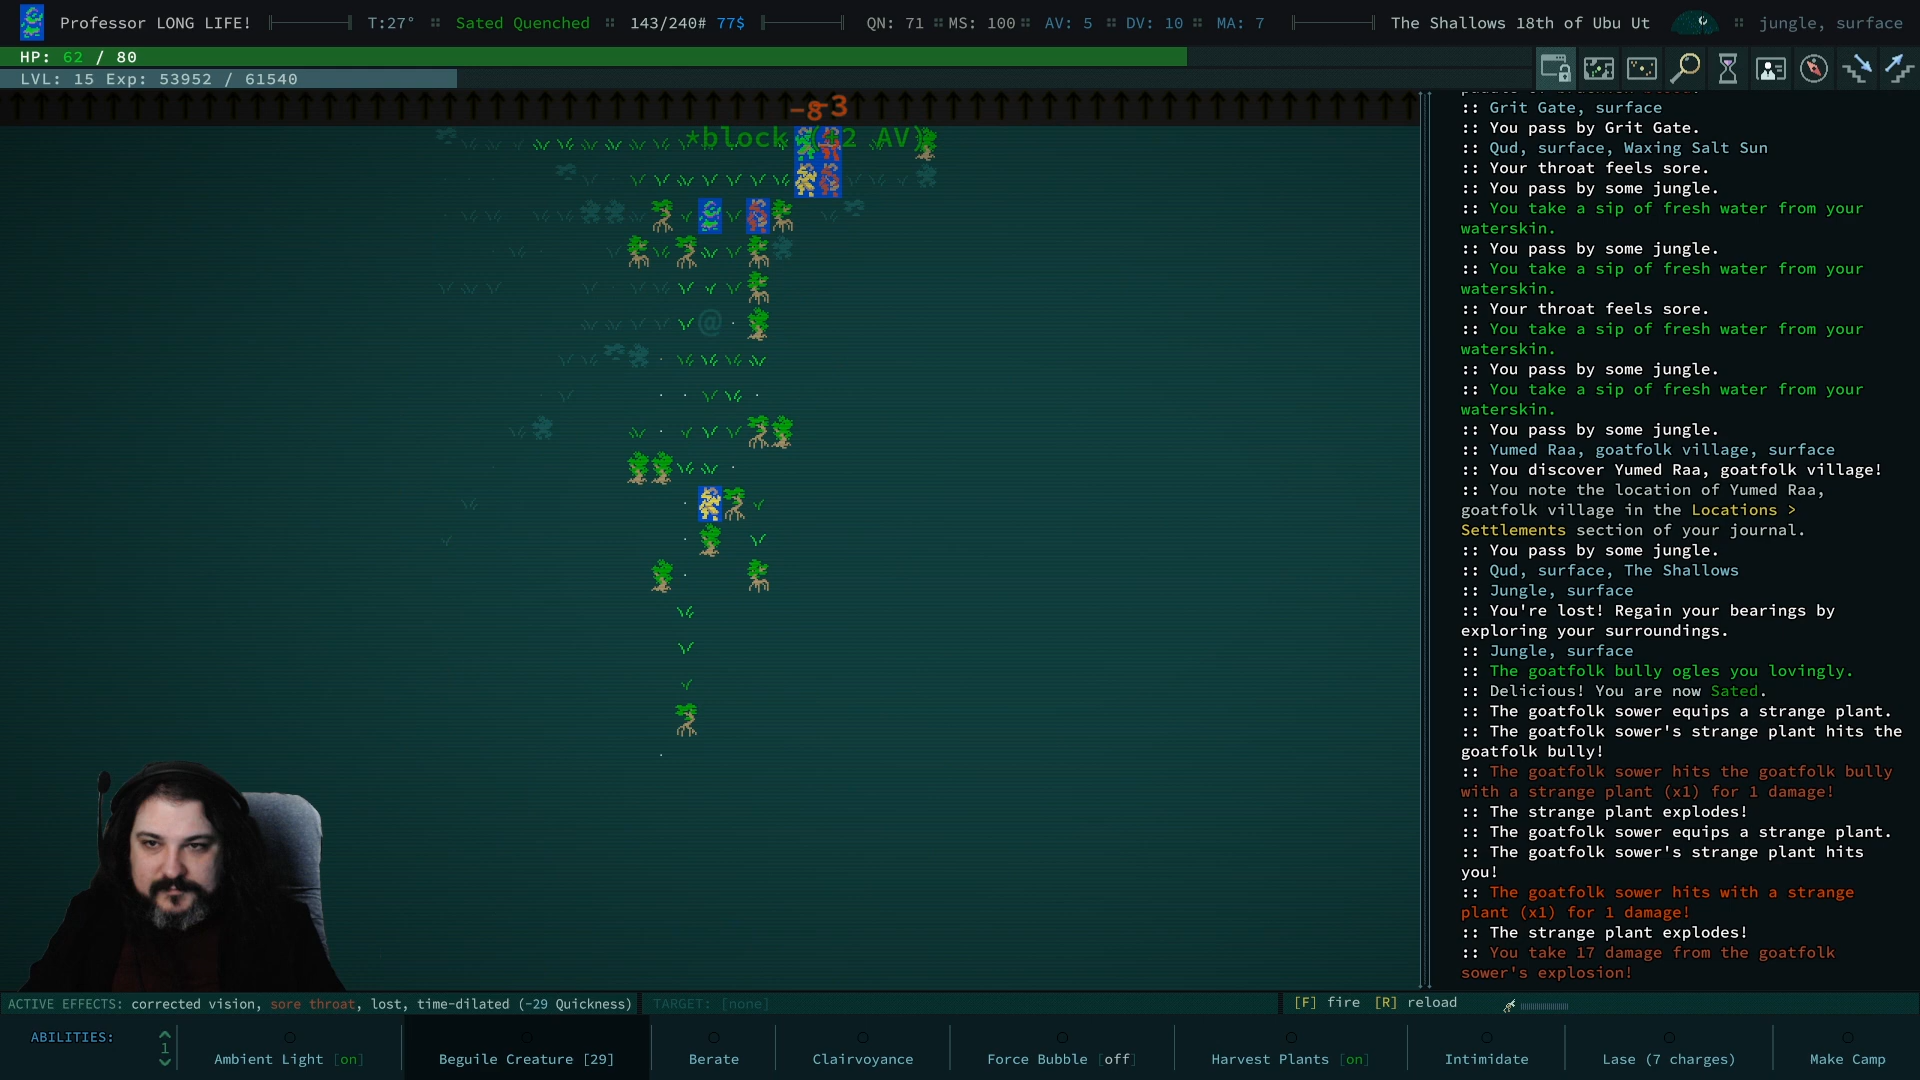 Professor LONG LIFE! T:27° Sated Quenched 143/240# 77$ QN: 71 MS: 100 AV: 5 DV: 10 MA: 7 The Shallows 18th of Ubu Ut jungle, surface
HP: 62 / 80
LVL: 15 Exp: 53952 / 61540
:: Grit Gate, surface
:: You pass by Grit Gate.
:: Qud, surface, Waxing Salt Sun
:: Your throat feels sore.
:: You pass by some jungle.
:: You take a sip of fresh water from your
waterskin.
:: You pass by some jungle.
:: You take a sip of fresh water from your
waterskin.
:: Your throat feels sore.
:: You take a sip of fresh water from your
waterskin.
:: You pass by some jungle.
:: You take a sip of fresh water from your
waterskin.
:: You pass by some jungle.
:: Yumed Raa, goatfolk village, surface
:: You discover Yumed Raa, goatfolk village!
:: You note the location of Yumed Raa,
goatfolk village in the Locations >
Settlements section of your journal.
:: You pass by some jungle.
:: Qud, surface, The Shallows
:: Jungle, surface
:: You're lost! Regain your bearings by
exploring your surroundings.
:: Jungle, surface
:: The goatfolk bully ogles you lovingly.
:: Delicious! You are now Sated.
:: The goatfolk sower equips a strange plant.
:: The goatfolk sower's strange plant hits the
goatfolk bully!
:: The goatfolk sower hits the goatfolk bully
with a strange plant (x1) for 1 damage!
:: The strange plant explodes!
:: The goatfolk sower equips a strange plant.
:: The goatfolk sower's strange plant hits
you!
:: The goatfolk sower hits with a strange
plant (x1) for 1 damage!
:: The strange plant explodes!
:: You take 17 damage from the goatfolk
sower's explosion!
*block AV)
@
ACTIVE EFFECTS: corrected vision, sore throat, lost, time-dilated (-29 Quickness) TARGET: [none] [F] fire [R] reload
ABILITIES: 1 Ambient Light [on] Beguile Creature [29] Berate Clairvoyance Force Bubble [off] Harvest Plants [on] Intimidate Lase (7 charges) Make Camp